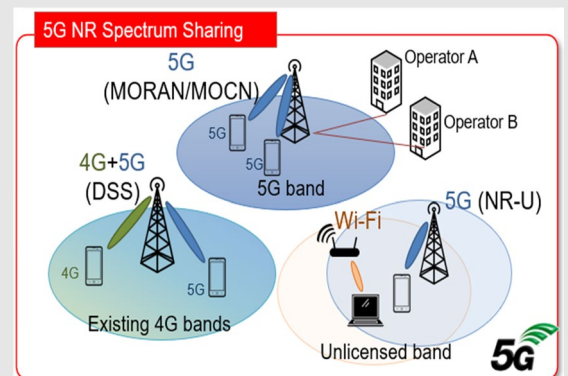 5G NR Spectrum Sharing
5G
(MORAN/MOCN)
Operator A
Operator B
5G
5G
5G band
4G+5G
(DSS)
4G
5G
Existing 4G bands
Wi-Fi
5G (NR-U)
Unlicensed band
5G